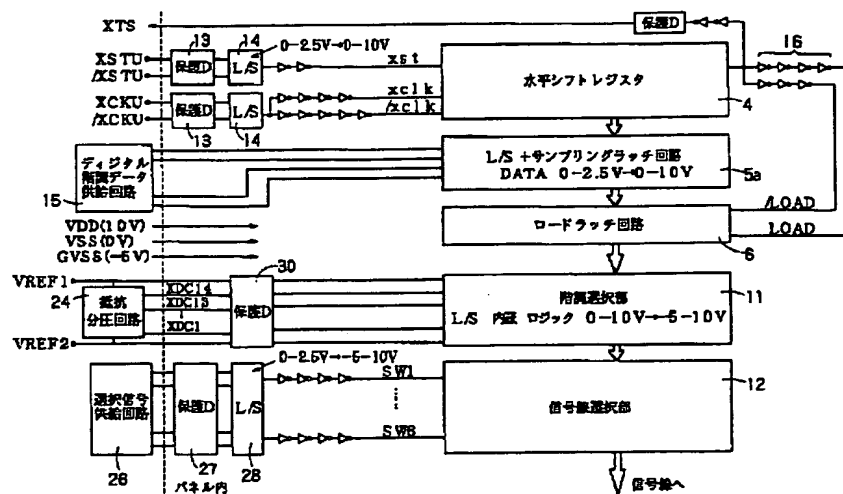 XTS
保護D
16
XSTU
/XSTU
13
保護D
14
L/S
0-2.5V→0-10V
xst
水平シフトレジスタ
4
XCKU
/XCKU
保護D
13
L/S
14
xclk
/xclk
ディジタル
階調データ
供給回路
15
L/S+サンプリングラッチ回路
DATA 0-2.5V→0-10V
5a
VDD(10V)
VSS(0V)
GVSS(-5V)
ロードラッチ回路
6
/LOAD
LOAD
VREF1
24
抵抗
分圧回路
VREF2
XDC14
XDC13
XDC1
30
保護D
階調選択部
L/S 内蔵 ロジック 0-10V→-5-10V
11
選択信号
供給回路
26
保護D
27
パネル内
L/S
28
0-2.5V→-5-10V
SW1
SW6
信号線選択部
12
信号線へ